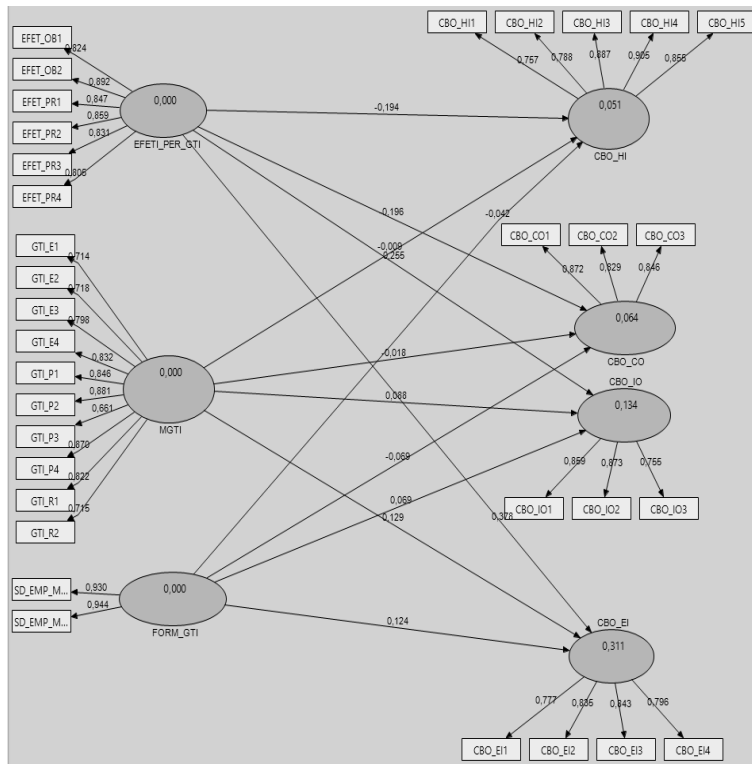 EFET_OB1
EFET_OB2
EFET_PR1
EFET_PR2
EFET_PR3
EFET_PR4
0,824
0,892
0,847
0,859
0,831
0,806
0,000
EFETI_PER_GTI
GTI_E1
GTI_E2
GTI_E3
GTI_E4
GTI_P1
GTI_P2
GTI_P3
GTI_P4
GTI_R1
GTI_R2
0,714
0,718
0,798
0,832
0,846
0,881
0,661
0,870
0,822
0,715
0,000
MGTI
SD_EMP_M...
SD_EMP_M...
0,930
0,944
0,000
FORM_GTI
-0,194
-0,042
0,196
-0,009
0,255
-0,018
0,088
-0,069
0,069
0,129
0,378
0,124
CBO_HI1
CBO_HI2
CBO_HI3
CBO_HI4
CBO_HI5
0,757
0,788
0,887
0,905
0,855
0,051
CBO_HI
CBO_CO1
CBO_CO2
CBO_CO3
0,872
0,829
0,846
0,064
CBO_CO
CBO_IO
0,134
0,859
0,873
0,755
CBO_IO1
CBO_IO2
CBO_IO3
CBO_EI
0,311
0,777
0,835
0,843
0,796
CBO_EI1
CBO_EI2
CBO_EI3
CBO_EI4